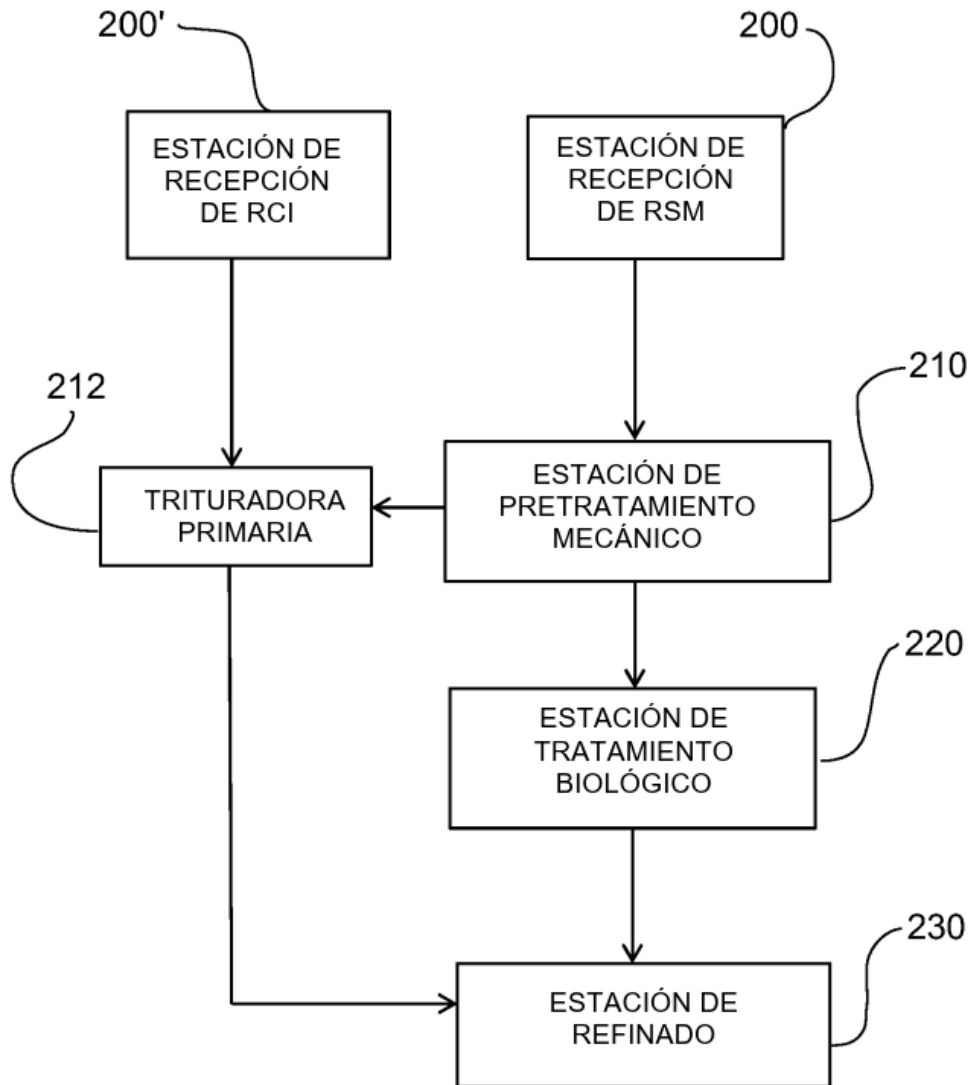 200'
200
ESTACIÓN DE
RECEPCIÓN
DE RCI
ESTACIÓN DE
RECEPCIÓN
DE RSM
212
210
TRITURADORA
PRIMARIA
ESTACIÓN DE
PRETRATAMIENTO
MECÁNICO
220
ESTACIÓN DE
TRATAMIENTO
BIOLÓGICO
230
ESTACIÓN DE
REFINADO